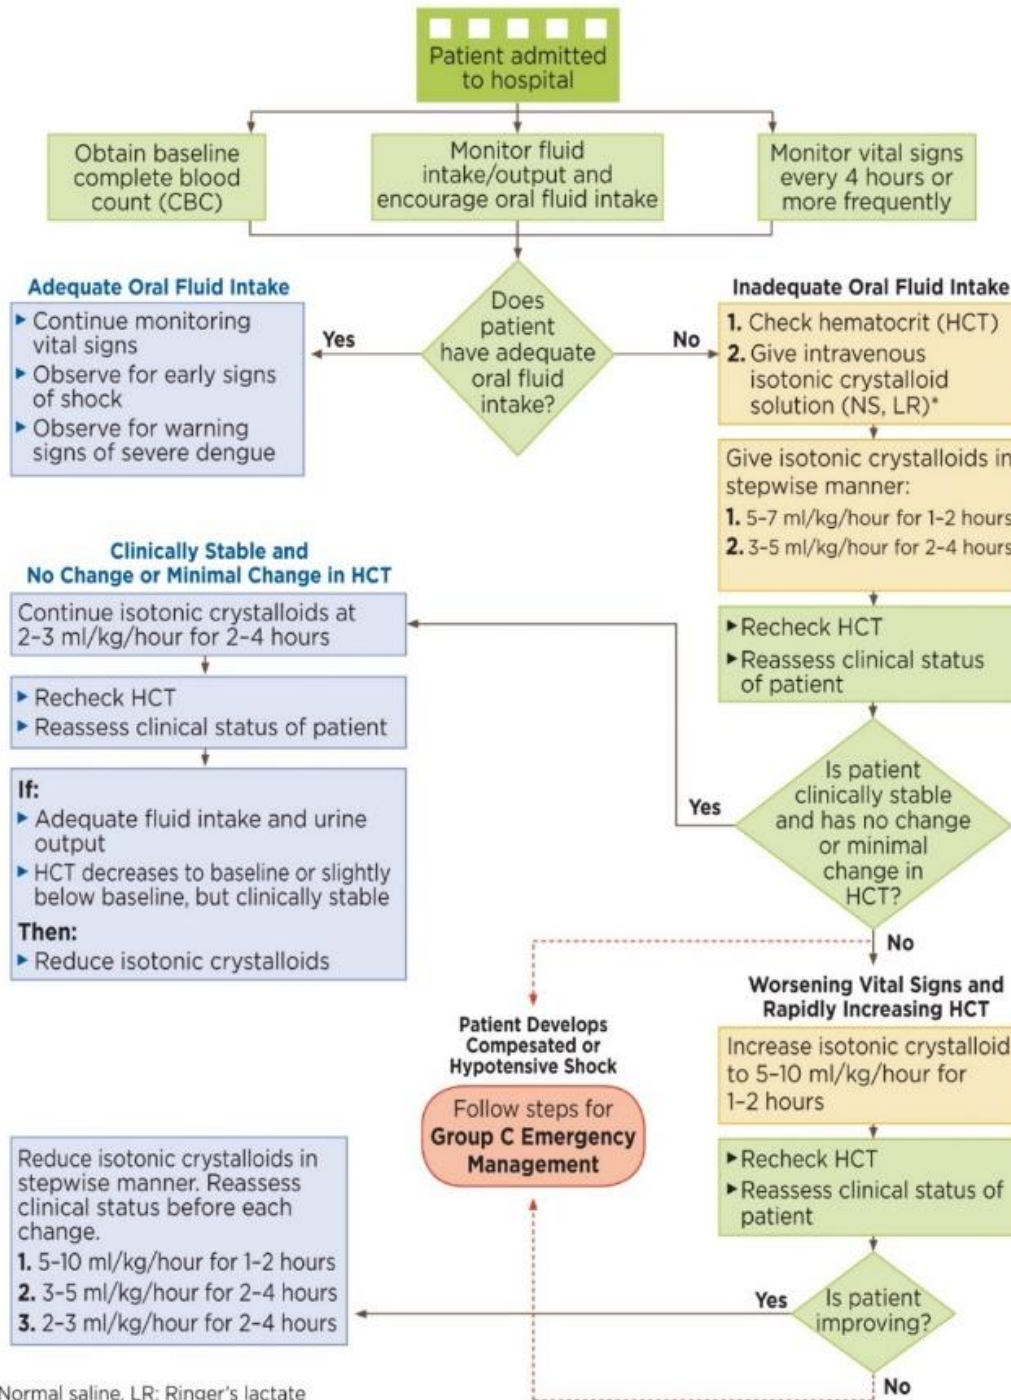 Patient admitted
to hospital
Obtain baseline
complete blood
count (CBC)
Monitor fluid
intake/output and
encourage oral fluid intake
Monitor vital signs
every 4 hours or
more frequently
Does
patient
have adequate
oral fluid
intake?
Yes
No
Adequate Oral Fluid Intake
▸ Continue monitoring
vital signs
▸ Observe for early signs
of shock
▸ Observe for warning
signs of severe dengue
Inadequate Oral Fluid Intake
1. Check hematocrit (HCT)
2. Give intravenous
isotonic crystalloid
solution (NS, LR)*
Give isotonic crystalloids in
stepwise manner:
1. 5–7 ml/kg/hour for 1–2 hours
2. 3–5 ml/kg/hour for 2–4 hours
▸ Recheck HCT
▸ Reassess clinical status
of patient
Is patient
clinically stable
and has no change
or minimal
change in
HCT?
Yes
No
Clinically Stable and
No Change or Minimal Change in HCT
Continue isotonic crystalloids at
2–3 ml/kg/hour for 2–4 hours
▸ Recheck HCT
▸ Reassess clinical status of patient
If:
▸ Adequate fluid intake and urine
output
▸ HCT decreases to baseline or slightly
below baseline, but clinically stable
Then:
▸ Reduce isotonic crystalloids
Patient Develops
Compesated or
Hypotensive Shock
Follow steps for
Group C Emergency
Management
Worsening Vital Signs and
Rapidly Increasing HCT
Increase isotonic crystalloid
to 5–10 ml/kg/hour for
1–2 hours
▸ Recheck HCT
▸ Reassess clinical status of
patient
Is patient
improving?
Yes
No
Reduce isotonic crystalloids in
stepwise manner. Reassess
clinical status before each
change.
1. 5–10 ml/kg/hour for 1–2 hours
2. 3–5 ml/kg/hour for 2–4 hours
3. 2–3 ml/kg/hour for 2–4 hours
Normal saline, LR: Ringer's lactate